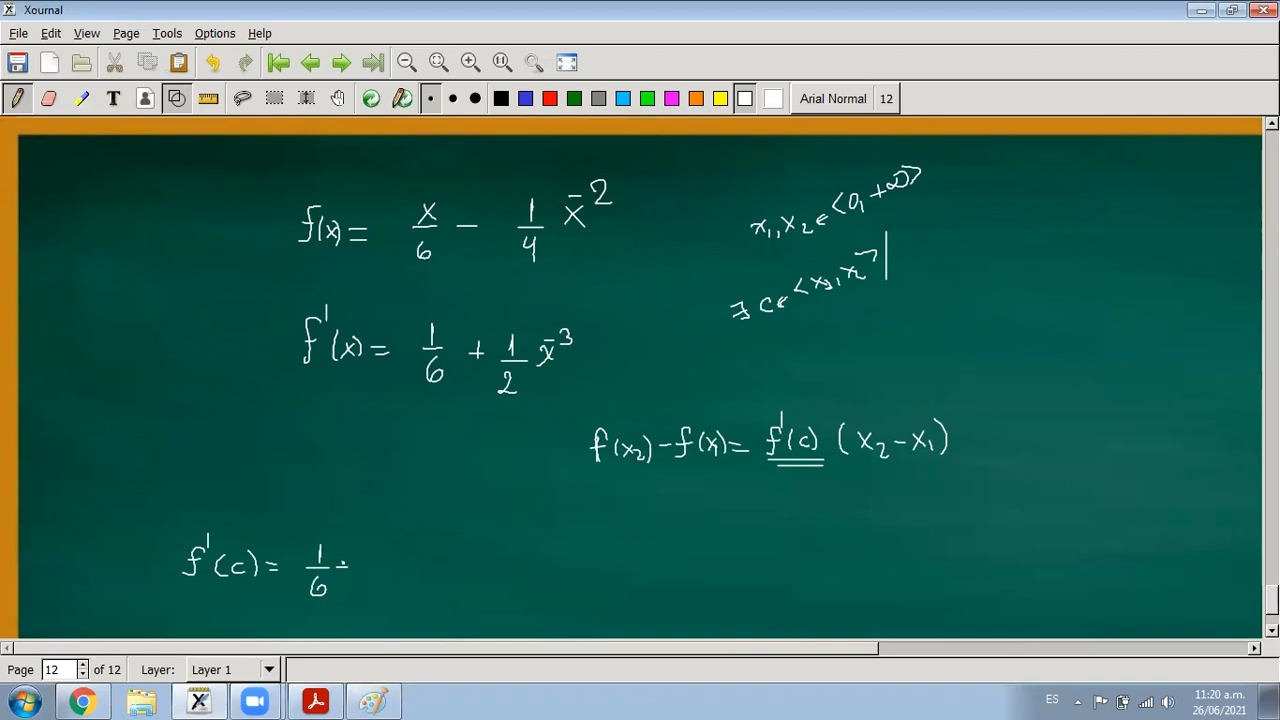 Xournal
File Edit View Page Tools Options Help
Arial Normal 12
f(x) = x/6 - 1/4 x^-2
x1, x2 ∈ <0, +∞>
f'(x) = 1/6 + 1/2 x^-3
∃ c ∈ <x1, x2> |
f(x2) - f(x1) = f'(c) (x2 - x1)
f'(c) = 1/6
Page 12 of 12 Layer: Layer 1
ES 11:20 a.m.
26/06/2021